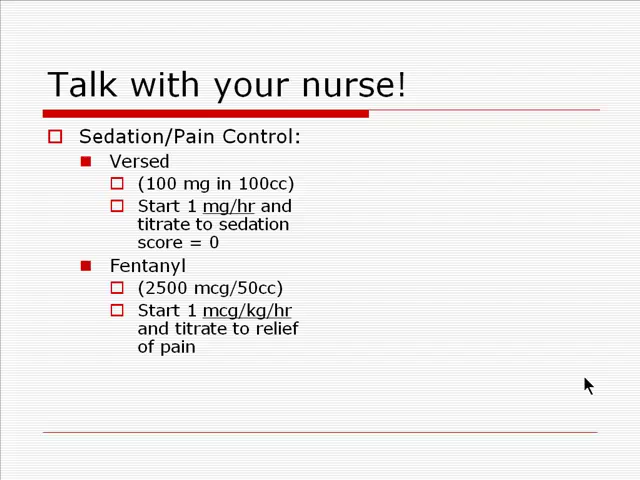 Talk with your nurse!
Sedation/Pain Control:
Versed
(100 mg in 100cc)
Start 1 mg/hr and
titrate to sedation
score = 0
Fentanyl
(2500 mcg/50cc)
Start 1 mcg/kg/hr
and titrate to relief
of pain